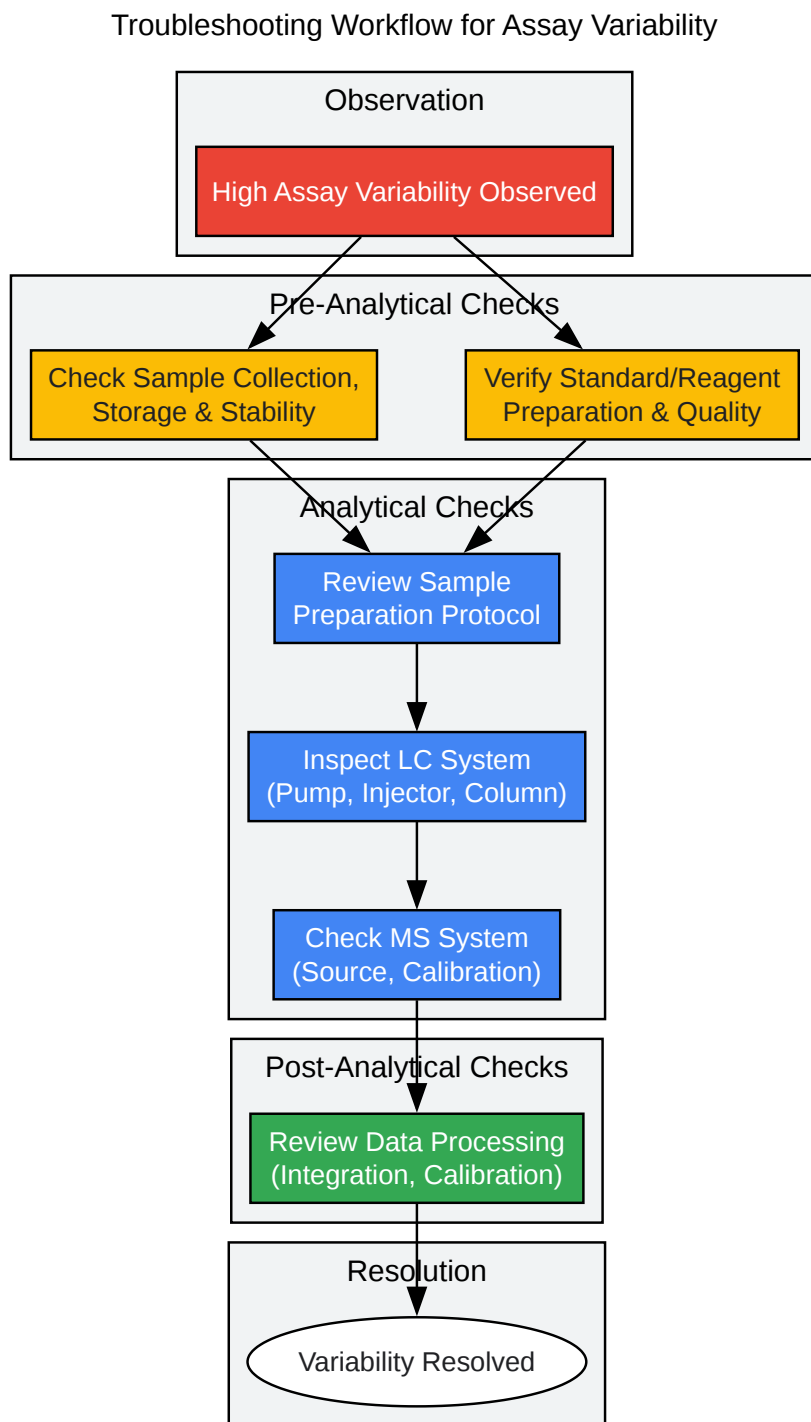 Troubleshooting Workflow for Assay Variability
Observation
High Assay Variability Observed
Pre-Analytical Checks
Check Sample Collection,
Storage & Stability
Verify Standard/Reagent
Preparation & Quality
Analytical Checks
Review Sample
Preparation Protocol
Inspect LC System
(Pump, Injector, Column)
Check MS System
(Source, Calibration)
Post-Analytical Checks
Review Data Processing
(Integration, Calibration)
Resolution
Variability Resolved